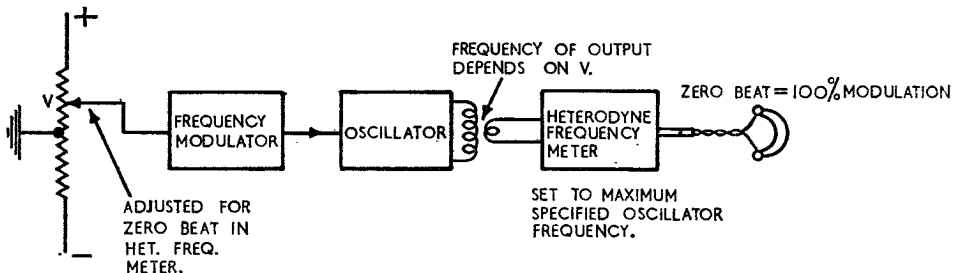 +
V
-
ADJUSTED FOR
ZERO BEAT IN
HET. FREQ.
METER.
FREQUENCY
MODULATOR
OSCILLATOR
FREQUENCY OF OUTPUT
DEPENDS ON V.
HETERODYNE
FREQUENCY
METER
SET TO MAXIMUM
SPECIFIED OSCILLATOR
FREQUENCY.
ZERO BEAT = 100% MODULATION